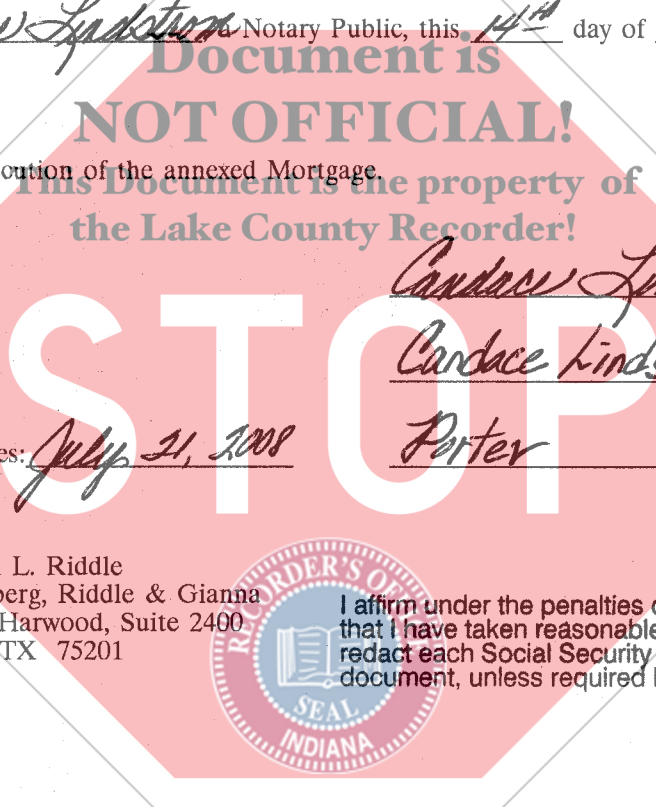 Lindstrom a Notary Public, this 14th day of
Document is
NOT OFFICIAL!
cution of the annexed Mortgage.
This Document is the property of
the Lake County Recorder!
Candace
STOP
Candace Linds
es: July 21, 2008
Porter
L. Riddle
berg, Riddle & Gianna
Harwood, Suite 2400
TX 75201
RECORDER'S OFFICE
SEAL
INDIANA
I affirm under the penalties
that I have taken reasonable
redact each Social Security
document, unless required